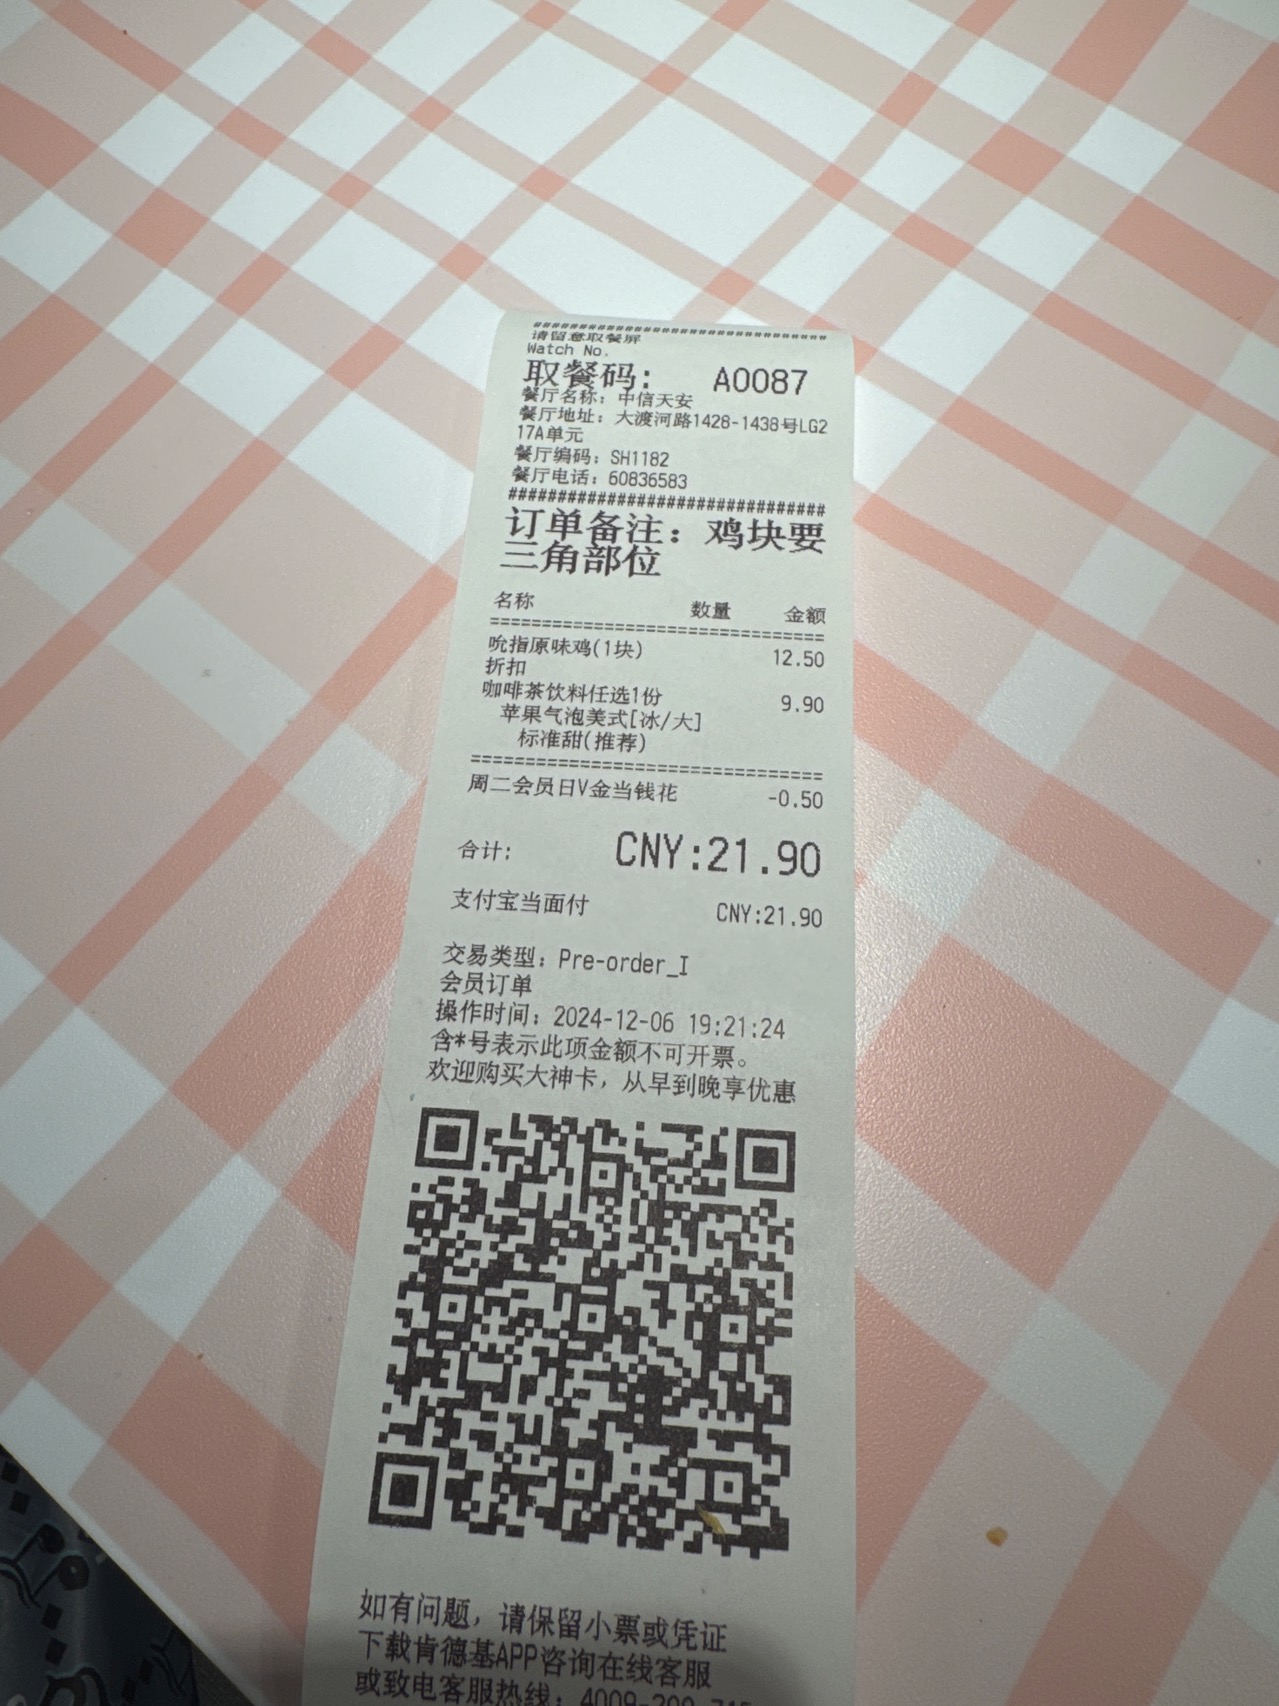 ################################
请留意取餐屏
Watch No.
取餐码： A0087
餐厅名称：中信天安
餐厅地址：大渡河路1428-1438号LG2
17A单元
餐厅编码：SH1182
餐厅电话：60836583
################################
订单备注：鸡块要
三角部位
名称 数量 金额
================================
吮指原味鸡(1块) 12.50
折扣
咖啡茶饮料任选1份 9.90
苹果气泡美式[冰/大]
标准甜(推荐)
================================
周二会员日V金当钱花 -0.50
合计： CNY:21.90
支付宝当面付 CNY:21.90
交易类型：Pre-order_I
会员订单
操作时间：2024-12-06 19:21:24
含*号表示此项金额不可开票。
欢迎购买大神卡，从早到晚享优惠
如有问题，请保留小票或凭证
下载肯德基APP咨询在线客服
或致电客服热线：4009-200-715